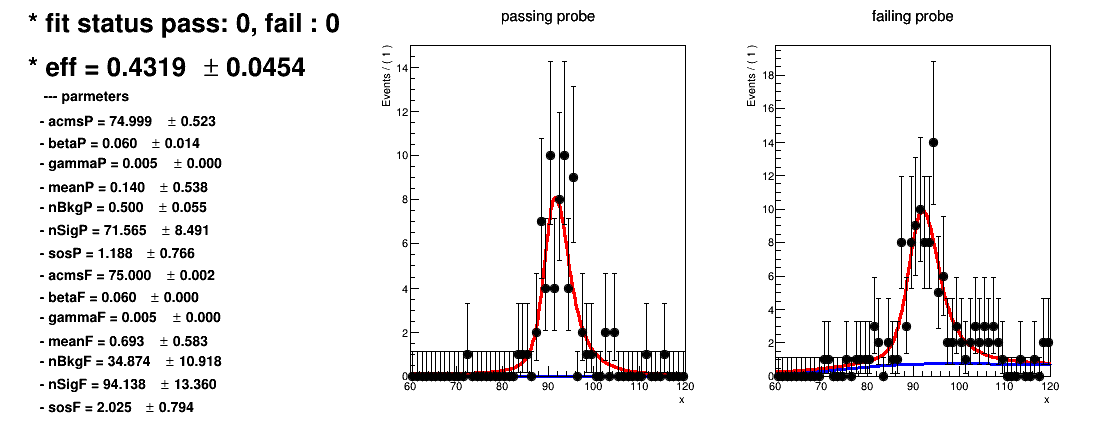 * fit status pass: 0, fail : 0
* eff = 0.4319 ± 0.0454
--- parmeters
- acmsP = 74.999 ± 0.523
- betaP = 0.060 ± 0.014
- gammaP = 0.005 ± 0.000
- meanP = 0.140 ± 0.538
- nBkgP = 0.500 ± 0.055
- nSigP = 71.565 ± 8.491
- sosP = 1.188 ± 0.766
- acmsF = 75.000 ± 0.002
- betaF = 0.060 ± 0.000
- gammaF = 0.005 ± 0.000
- meanF = 0.693 ± 0.583
- nBkgF = 34.874 ± 10.918
- nSigF = 94.138 ± 13.360
- sosF = 2.025 ± 0.794
passing probe
Events / ( 1 )
14
12
10
8
6
4
2
0
60 70 80 90 100 110 120
x
failing probe
Events / ( 1 )
18
16
14
12
10
8
6
4
2
0
60 70 80 90 100 110 120
x